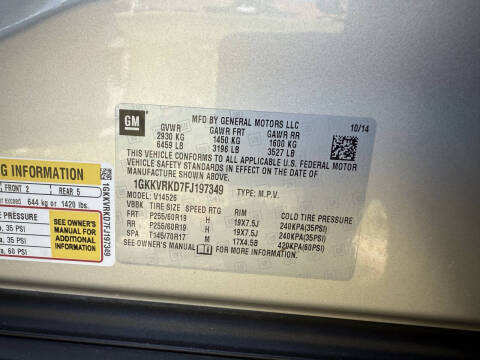 GM
MFD BY GENERAL MOTORS LLC
10/14
GVWR GAWR FRT GAWR RR
2930 KG 1450 KG 1600 KG
6459 LB 3196 LB 3527 LB
THIS VEHICLE CONFORMS TO ALL APPLICABLE U.S. FEDERAL MOTOR
VEHICLE SAFETY STANDARDS IN EFFECT ON THE DATE OF
MANUFACTURE SHOWN ABOVE.
1GKKVRKD7FJ197349 TYPE: M.P.V.
MODEL: V14526
VBBK TIRE SIZE SPEED RTG RIM COLD TIRE PRESSURE
FRT P255/60R19 H 19X7.5J 240KPA(35PSI)
RR P255/60R19 H 19X7.5J 240KPA(35PSI)
SPA T145/70R17 M 17X4.5B 420KPA(60PSI)
SEE OWNER'S MANUAL FOR MORE INFORMATION.
G INFORMATION
FRONT 2 REAR 5
exceed 644 kg or 1420 lbs.
E PRESSURE
35 PSI
35 PSI
60 PSI
SEE OWNER'S
MANUAL FOR
ADDITIONAL
INFORMATION
1GKKVRKD7FJ197349